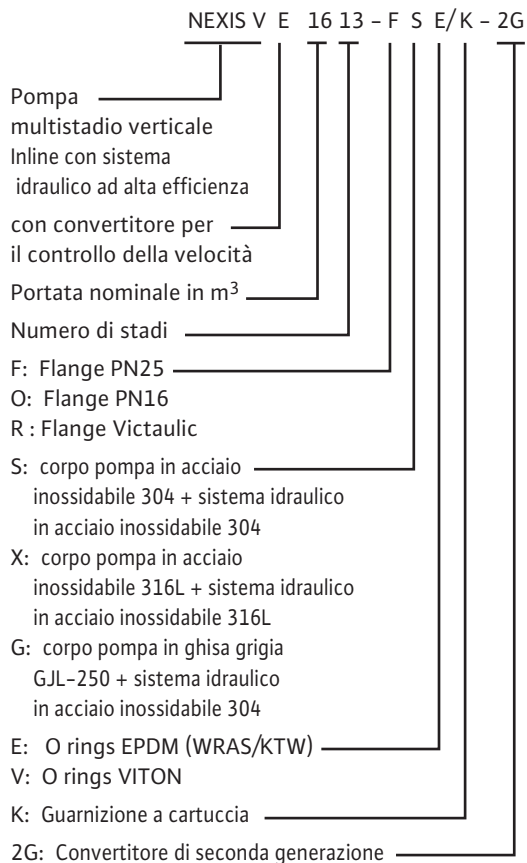 NEXIS V E 16 13 – F S E/ K – 2G
Pompa
multistadio verticale
Inline con sistema
idraulico ad alta efficienza
con convertitore per
il controllo della velocità
Portata nominale in m³
Numero di stadi
F: Flange PN25
O: Flange PN16
R : Flange Victaulic
S: corpo pompa in acciaio
inossidabile 304 + sistema idraulico
in acciaio inossidabile 304
X: corpo pompa in acciaio
inossidabile 316L + sistema idraulico
in acciaio inossidabile 316L
G: corpo pompa in ghisa grigia
GJL–250 + sistema idraulico
in acciaio inossidabile 304
E: O rings EPDM (WRAS/KTW)
V: O rings VITON
K: Guarnizione a cartuccia
2G: Convertitore di seconda generazione